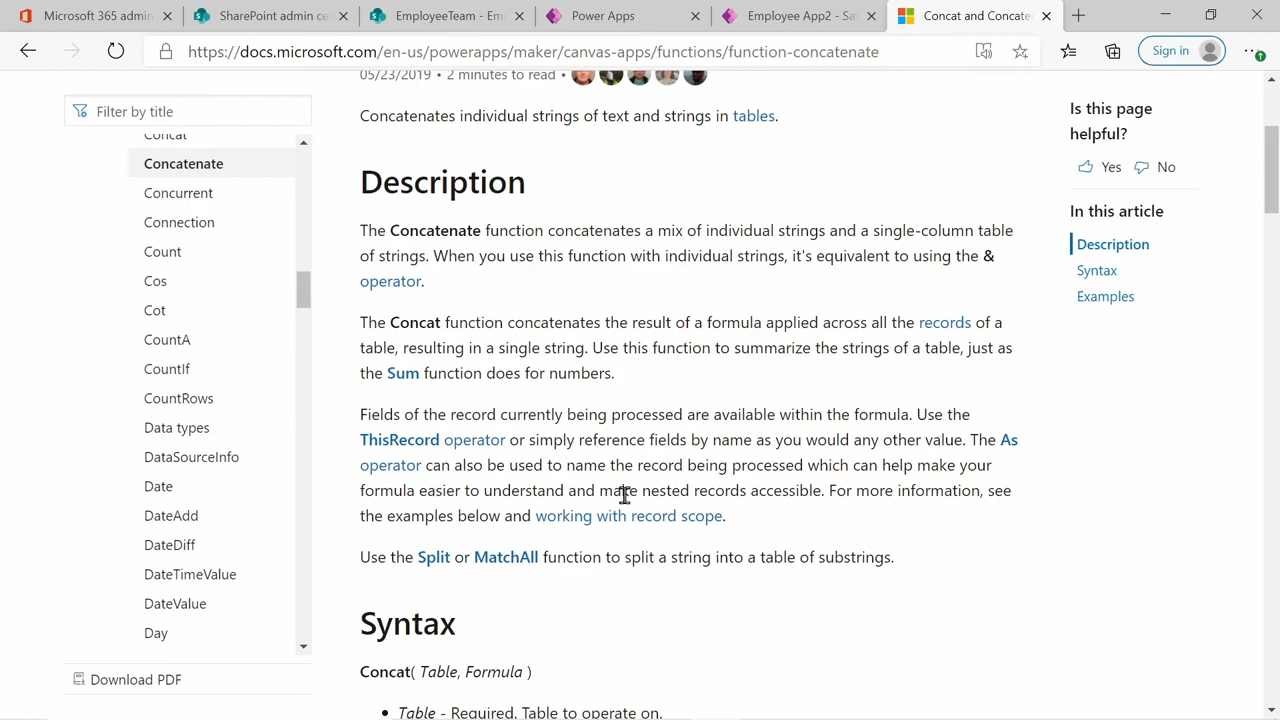 Microsoft 365 admin
SharePoint admin ce
EmployeeTeam - Em
Power Apps
Employee App2 - Sa
Concat and Concate
https://docs.microsoft.com/en-us/powerapps/maker/canvas-apps/functions/function-concatenate
Sign in
05/23/2019 • 2 minutes to read •
Filter by title
Concat
Concatenate
Concurrent
Connection
Count
Cos
Cot
CountA
CountIf
CountRows
Data types
DataSourceInfo
Date
DateAdd
DateDiff
DateTimeValue
DateValue
Day
Download PDF
Concatenates individual strings of text and strings in tables.
Description
The Concatenate function concatenates a mix of individual strings and a single-column table
of strings. When you use this function with individual strings, it's equivalent to using the &
operator.
The Concat function concatenates the result of a formula applied across all the records of a
table, resulting in a single string. Use this function to summarize the strings of a table, just as
the Sum function does for numbers.
Fields of the record currently being processed are available within the formula. Use the
ThisRecord operator or simply reference fields by name as you would any other value. The As
operator can also be used to name the record being processed which can help make your
formula easier to understand and make nested records accessible. For more information, see
the examples below and working with record scope.
Use the Split or MatchAll function to split a string into a table of substrings.
Syntax
Concat( Table, Formula )
• Table - Required. Table to operate on.
Is this page
helpful?
Yes No
In this article
Description
Syntax
Examples